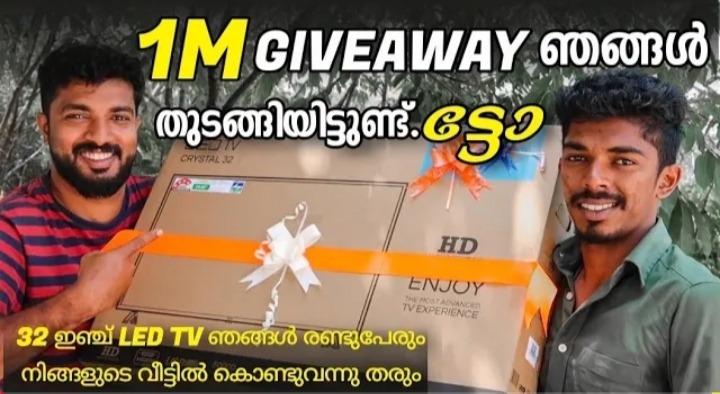 1M GIVEAWAY ഞങ്ങൾ
തുടങ്ങിയിട്ടുണ്ട്.ട്ടോ
LED TV
CRYSTAL 32
HD
ENJOY
THE MOST ADVANCED
TV EXPERIENCE
32 ഇഞ്ച് LED TV ഞങ്ങൾ രണ്ടുപേരും
നിങ്ങളുടെ വീട്ടിൽ കൊണ്ടുവന്നു തരും
HD